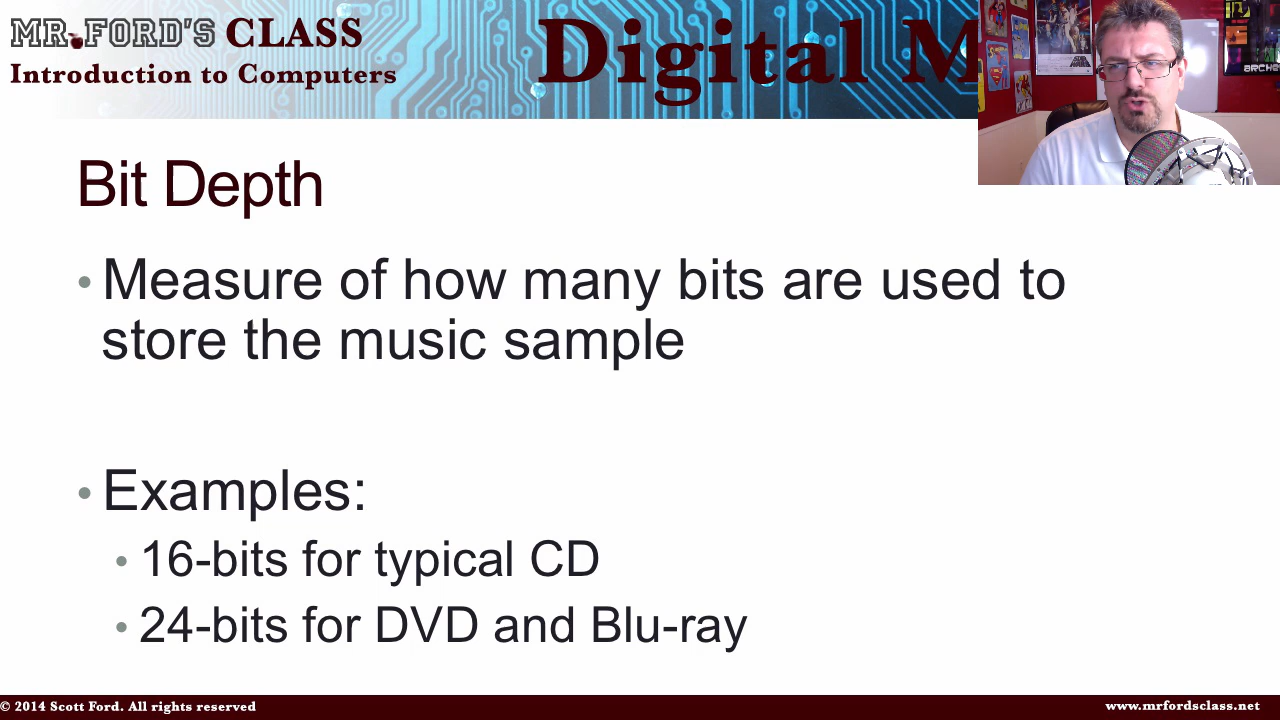 MR. FORD'S CLASS
Introduction to Computers
Digital
Bit Depth
• Measure of how many bits are used to
store the music sample
• Examples:
• 16-bits for typical CD
• 24-bits for DVD and Blu-ray
© 2014 Scott Ford. All rights reserved
www.mrfordsclass.net